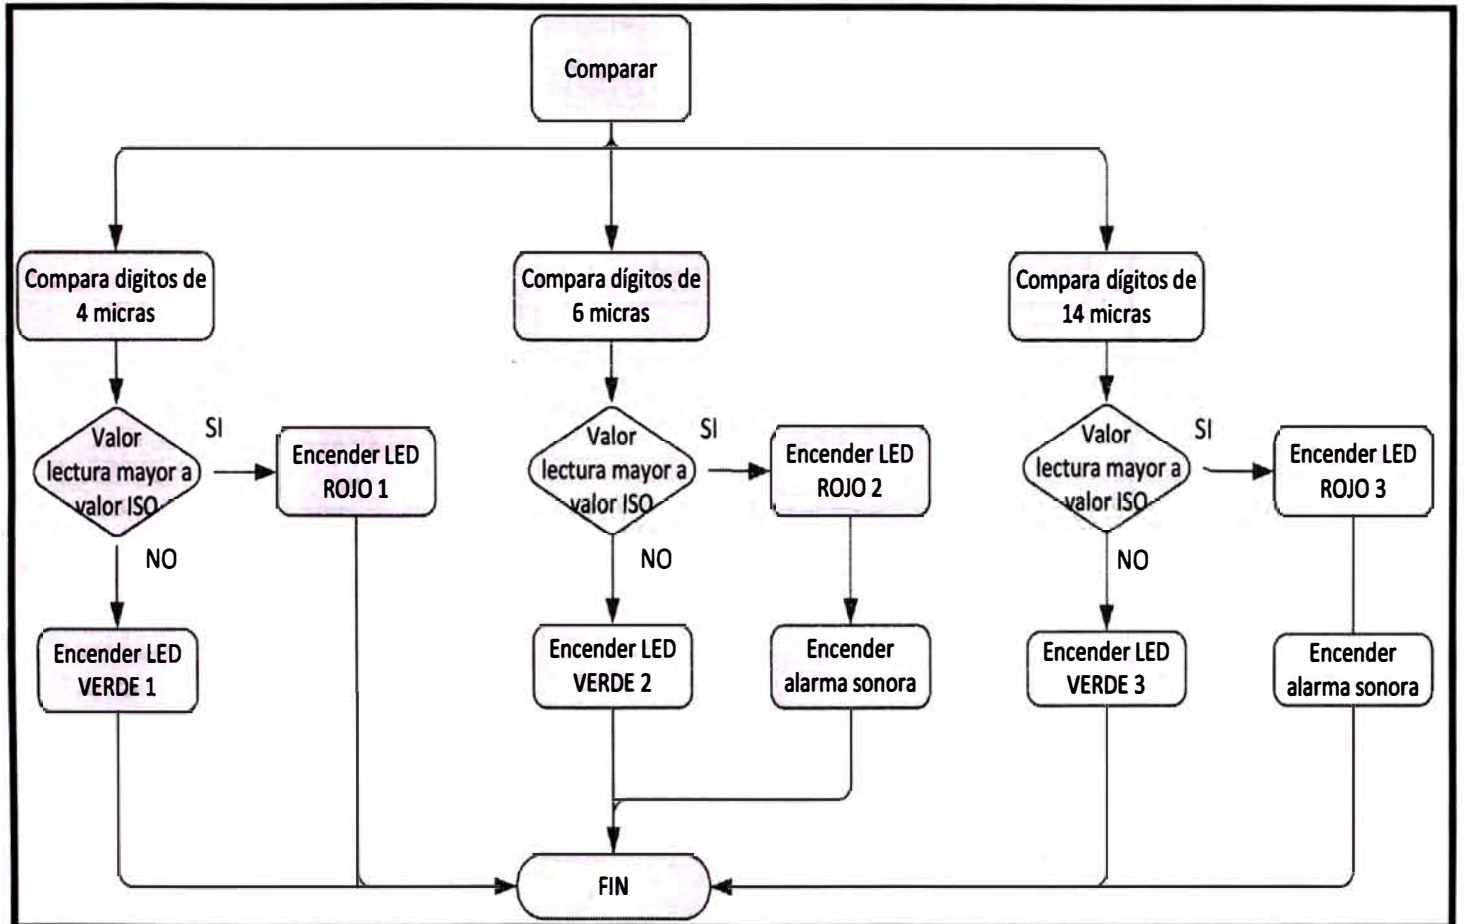 Comparar
Compara digitos de
4 micras
Compara dígitos de
6 micras
Compara dígitos de
14 micras
Valor
lectura mayor a
valor ISO
SI
Encender LED
ROJO 1
Valor
lectura mayor a
valor ISO
SI
Encender LED
ROJO 2
Valor
lectura mayor a
valor ISO
SI
Encender LED
ROJO 3
NO
NO
NO
Encender LED
VERDE 1
Encender LED
VERDE 2
Encender
alarma sonora
Encender LED
VERDE 3
Encender
alarma sonora
FIN